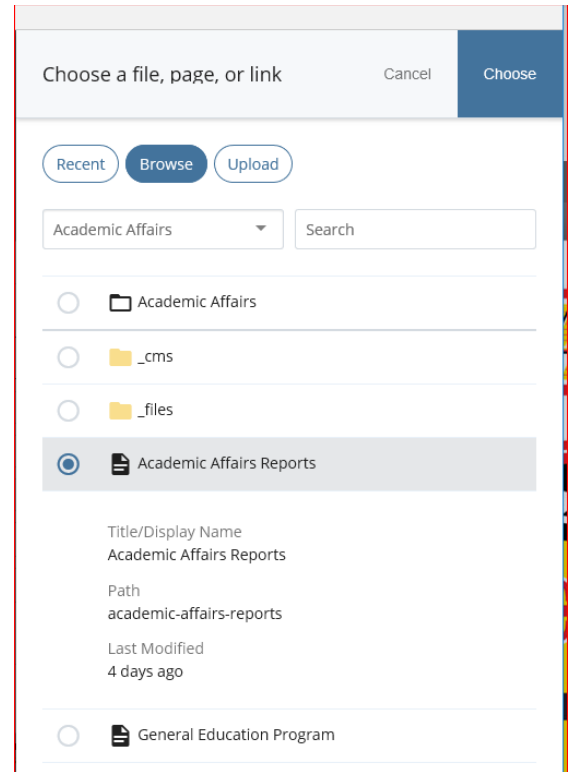 Choose a file, page, or link
Cancel
Choose
Recent
Browse
Upload
Academic Affairs
Search
Academic Affairs
_cms
_files
Academic Affairs Reports
Title/Display Name
Academic Affairs Reports
Path
academic-affairs-reports
Last Modified
4 days ago
General Education Program